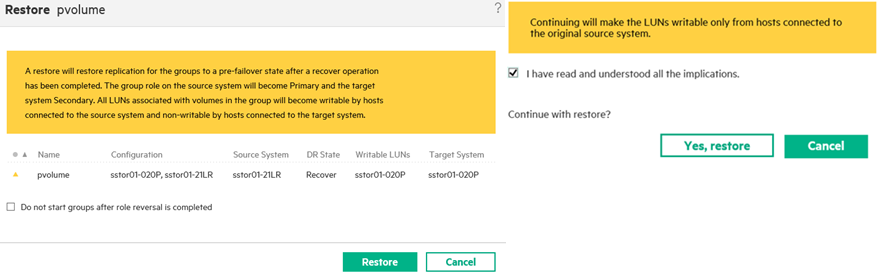 Restore pvolume
?
A restore will restore replication for the groups to a pre-failover state after a recover operation
has been completed. The group role on the source system will become Primary and the target
system Secondary. All LUNs associated with volumes in the group will become writable by hosts
connected to the source system and non-writable by hosts connected to the target system.
Name Configuration Source System DR State Writable LUNs Target System
pvolume sstor01-020P, sstor01-21LR sstor01-21LR Recover sstor01-020P sstor01-020P
Do not start groups after role reversal is completed
Restore Cancel
Continuing will make the LUNs writable only from hosts connected to
the original source system.
I have read and understood all the implications.
Continue with restore?
Yes, restore Cancel